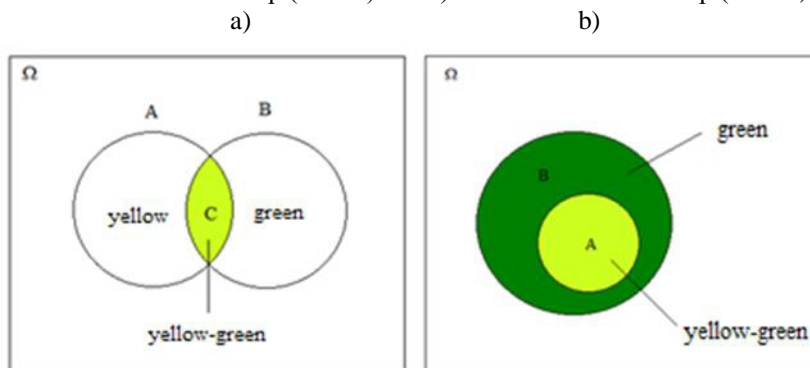 a) b)
Ω
A B
yellow C green
yellow-green
Ω
green
B
A
yellow-green